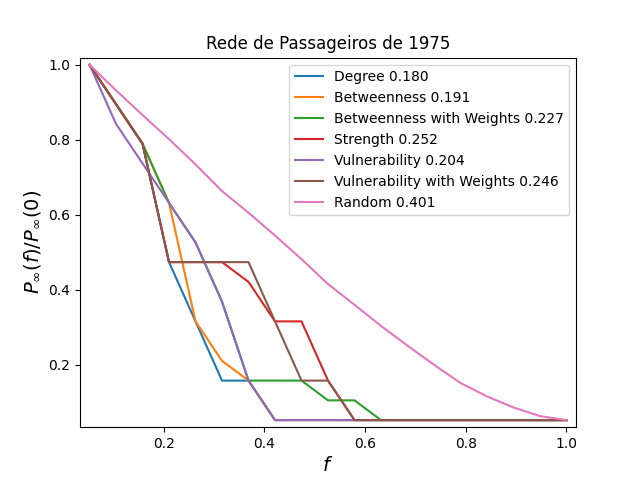 Rede de Passageiros de 1975
1.0
0.8
0.6
0.4
0.2
P∞(f)/P∞(0)
Degree 0.180
Betweenness 0.191
Betweenness with Weights 0.227
Strength 0.252
Vulnerability 0.204
Vulnerability with Weights 0.246
Random 0.401
0.2 0.4 0.6 0.8 1.0
f